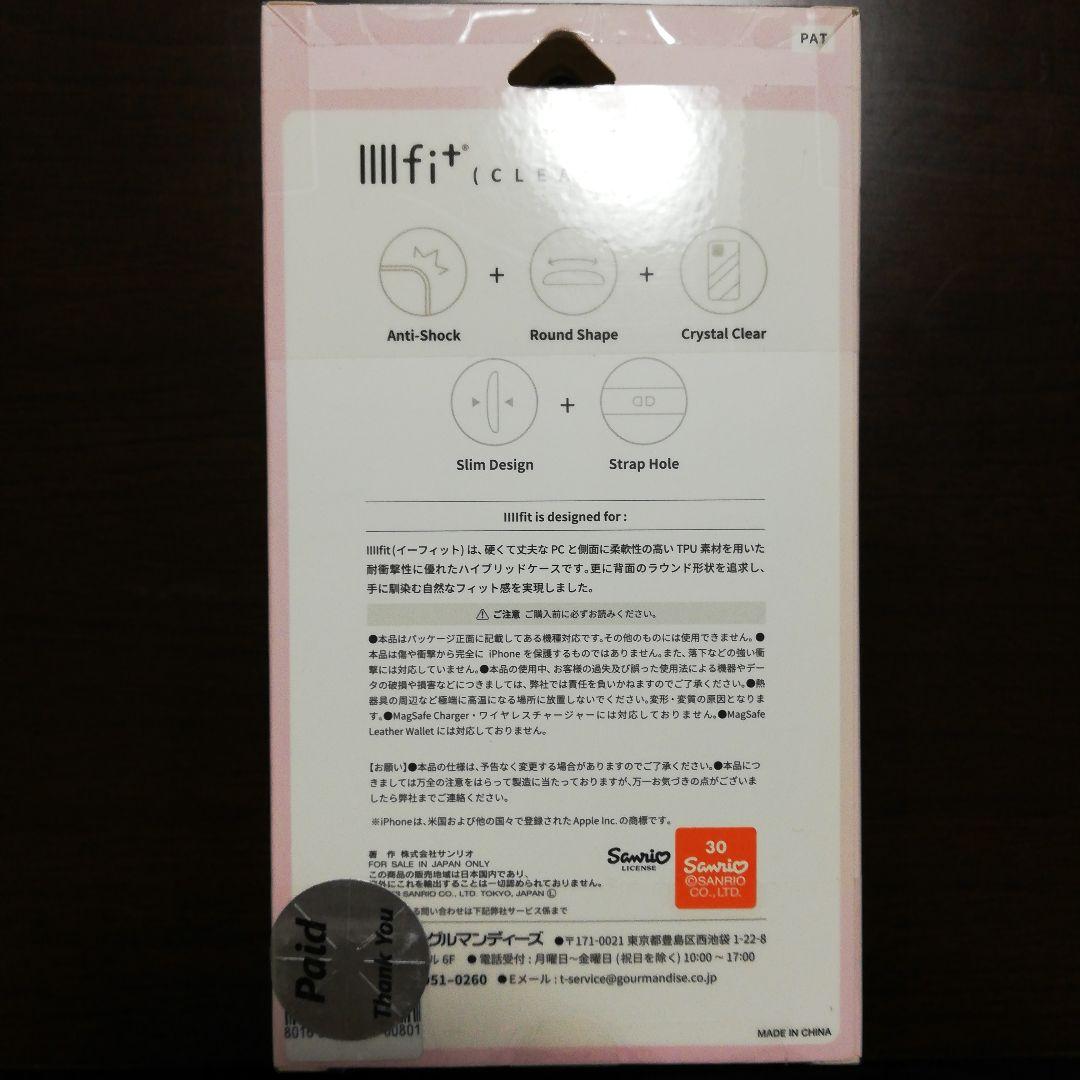 PAT
IIIIfit®
(CLEA
+
+
Anti-Shock Round Shape Crystal Clear
+
Slim Design Strap Hole
IIIIfit is designed for :
IIIIfit (イーフィット) は、硬くて丈夫な PC と側面に柔軟性の高い TPU 素材を用いた
耐衝撃性に優れたハイブリッドケースです。更に背面のラウンド形状を追求し、
手に馴染む自然なフィット感を実現しました。
⚠ ご注意 ご購入前に必ずお読みください。
●本品はパッケージ正面に記載してある機種対応です。その他のものには使用できません。●
本品は傷や衝撃から完全に iPhone を保護するものではありません。また、落下などの強い衝
撃には対応していません。●本品の使用中、お客様の過失及び誤った使用法による機器やデー
タの破損や損害などにつきましては、弊社では責任を負いかねますのでご了承ください。●熱
器具の周辺など極端に高温になる場所に放置しないでください。変形・変質の原因となりま
す。●MagSafe Charger・ワイヤレスチャージャーには対応しておりません。●MagSafe
Leather Wallet には対応しておりません。
【お願い】●本品の仕様は、予告なく変更する場合がありますのでご了承ください。●本品につ
きましては万全の注意をはらって製造に当たっておりますが、万一お気づきの点がございま
したら弊社までご連絡ください。
※iPhoneは、米国および他の国々で登録された Apple Inc. の商標です。
著 作 株式会社サンリオ
FOR SALE IN JAPAN ONLY
この商品の販売地域は日本国内であり、
外にこれを輸出することは一切認められておりません。
SANRIO CO., LTD. TOKYO, JAPAN Ⓛ
Sanrio
LICENSE
30
Sanrio
©SANRIO
CO., LTD.
る問い合わせは下記弊社サービス係まで
グルマンディーズ ●〒171-0021 東京都豊島区西池袋 1-22-8
ル 6F ●電話受付 : 月曜日〜金曜日 (祝日を除く) 10:00 〜 17:00
951-0260 ●Eメール : t-service@gourmandise.co.jp
Paid
Thank You
00801
MADE IN CHINA